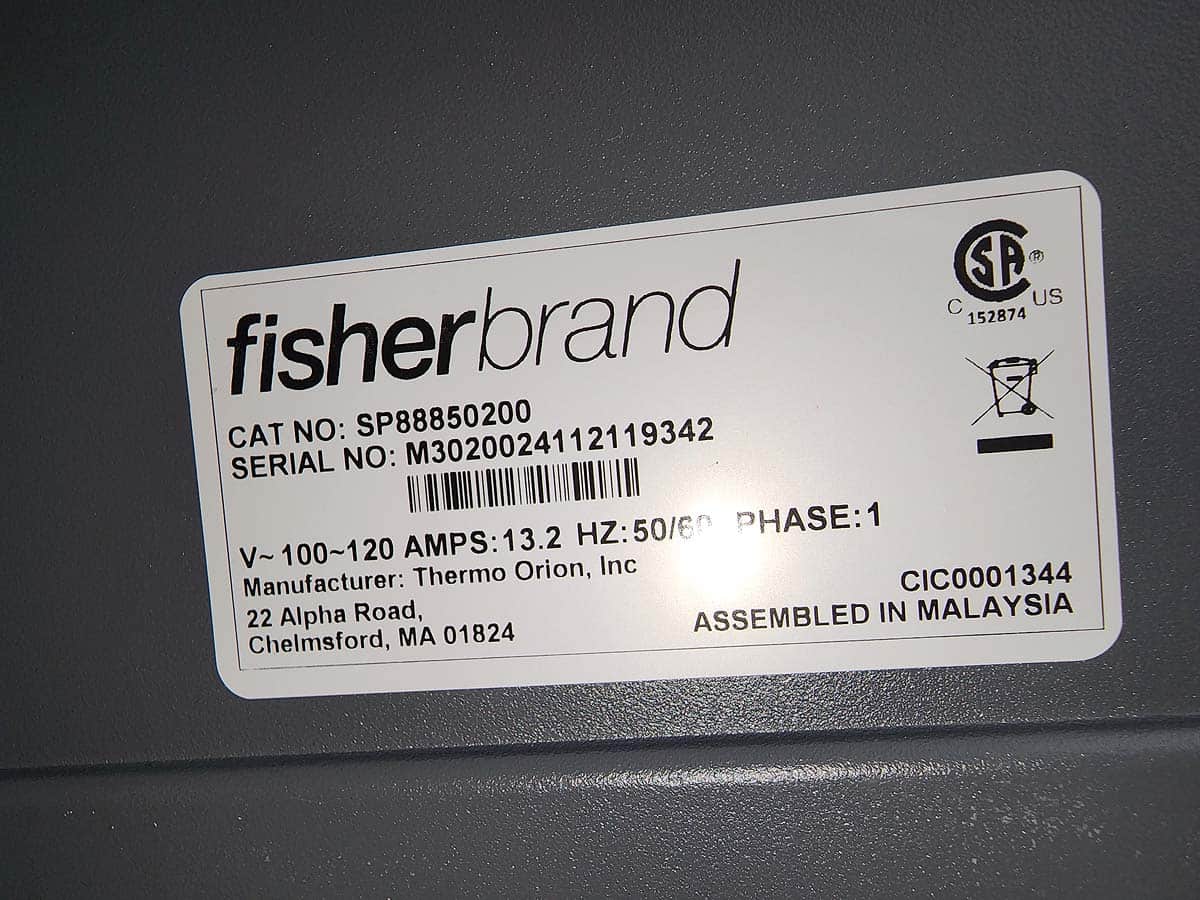 fisherbrand
CAT NO: SP88850200
SERIAL NO: M3020024112119342
V~ 100~120 AMPS:13.2 HZ:50/60 PHASE:1
Manufacturer: Thermo Orion, Inc
22 Alpha Road,
Chelmsford, MA 01824
SA ®
C US
152874
CIC0001344
ASSEMBLED IN MALAYSIA